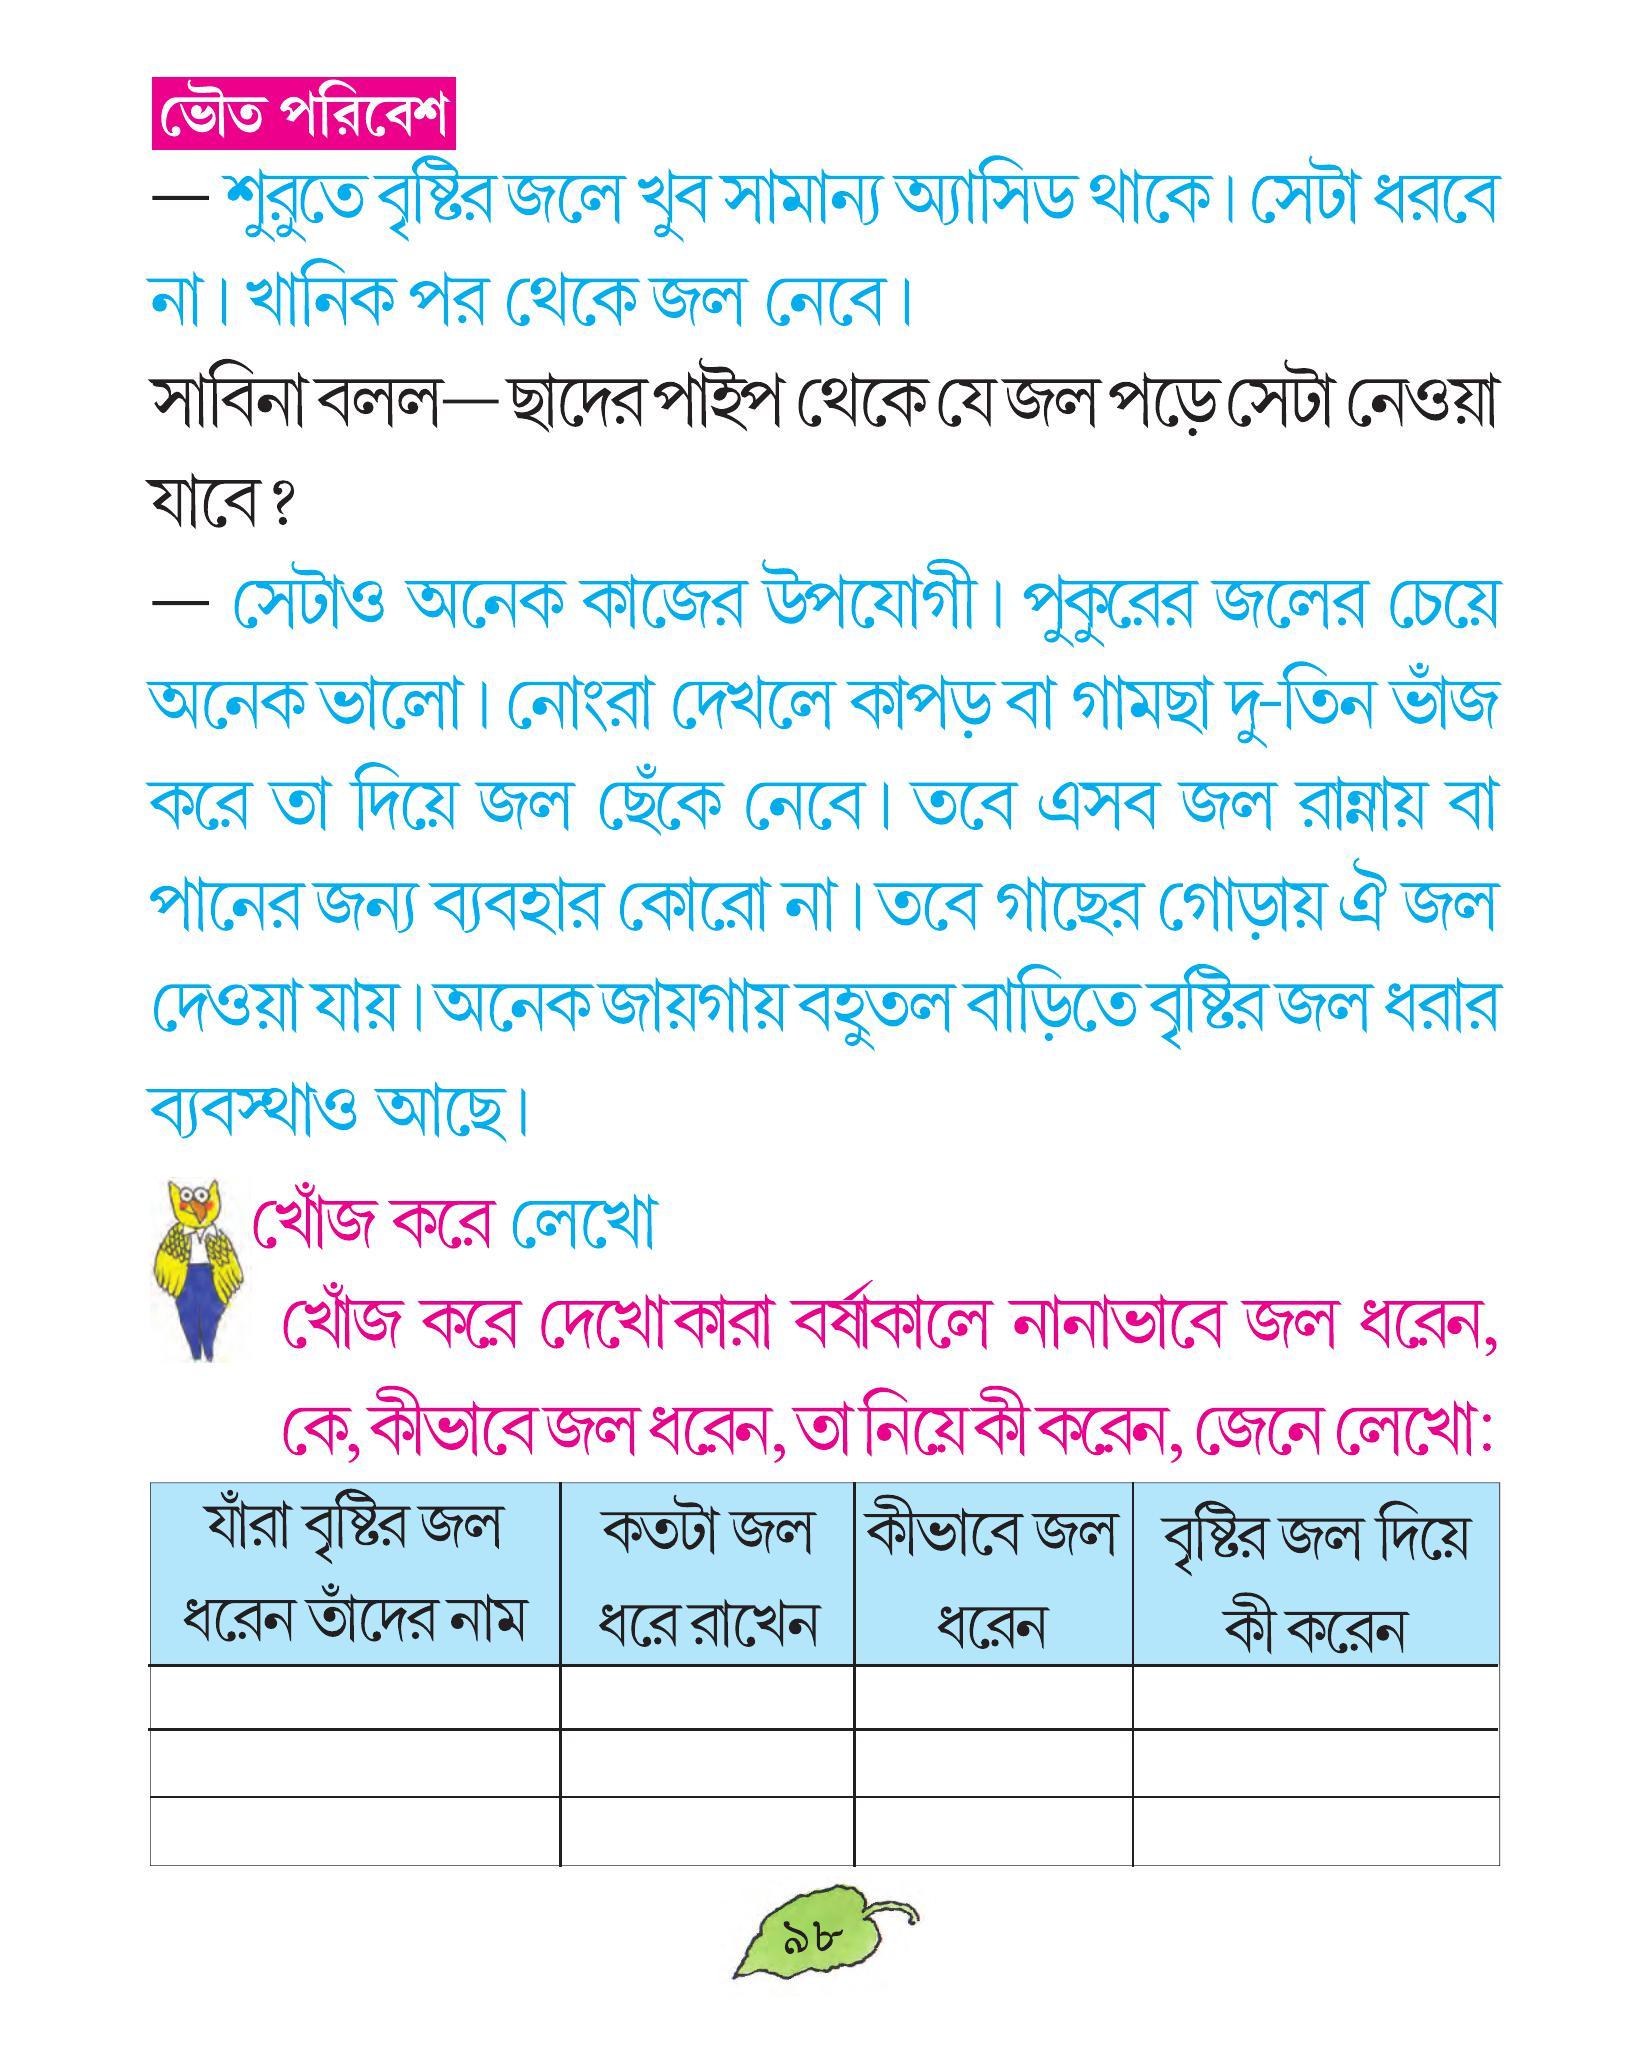 ভৌত পরিবেশ
— শুরুতে বৃষ্টির জলে খুব সামান্য অ্যাসিড থাকে। সেটা ধরবে
না। খানিক পর থেকে জল নেবে।
সাবিনা বলল— ছাদের পাইপ থেকে যে জল পড়ে সেটা নেওয়া
যাবে ?
— সেটাও অনেক কাজের উপযোগী। পুকুরের জলের চেয়ে
অনেক ভালো। নোংরা দেখলে কাপড় বা গামছা দু-তিন ভাঁজ
করে তা দিয়ে জল ছেঁকে নেবে। তবে এসব জল রান্নায় বা
পানের জন্য ব্যবহার কোরো না। তবে গাছের গোড়ায় ঐ জল
দেওয়া যায়। অনেক জায়গায় বহুতল বাড়িতে বৃষ্টির জল ধরার
ব্যবস্থাও আছে।
খোঁজ করে লেখো
খোঁজ করে দেখো কারা বর্ষাকালে নানাভাবে জল ধরেন,
কে, কীভাবে জল ধরেন, তা নিয়ে কী করেন, জেনে লেখো:
যাঁরা বৃষ্টির জল
ধরেন তাঁদের নাম
কতটা জল
ধরে রাখেন
কীভাবে জল
ধরেন
বৃষ্টির জল দিয়ে
কী করেন
৯৮